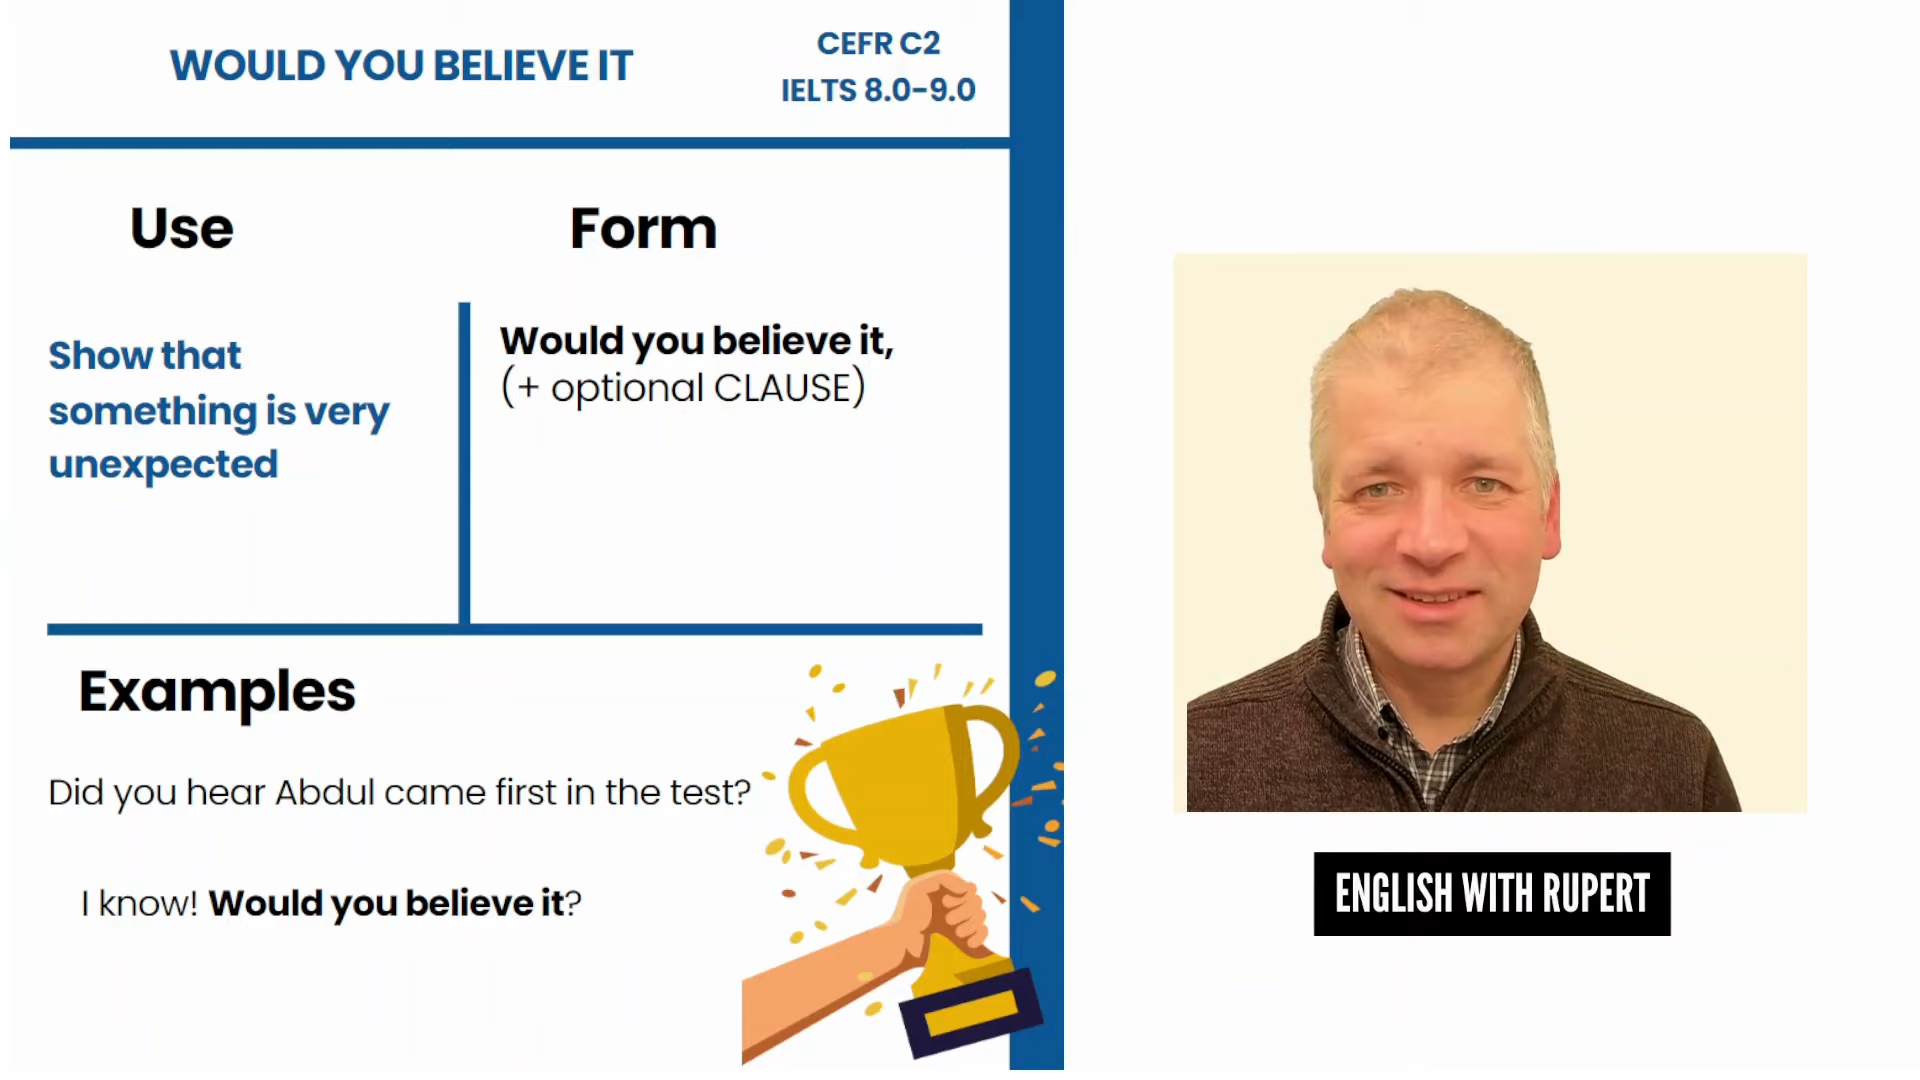 WOULD YOU BELIEVE IT
CEFR C2
IELTS 8.0-9.0
Use
Form
Show that
something is very
unexpected
Would you believe it,
(+ optional CLAUSE)
Examples
Did you hear Abdul came first in the test?
I know! Would you believe it?
ENGLISH WITH RUPERT